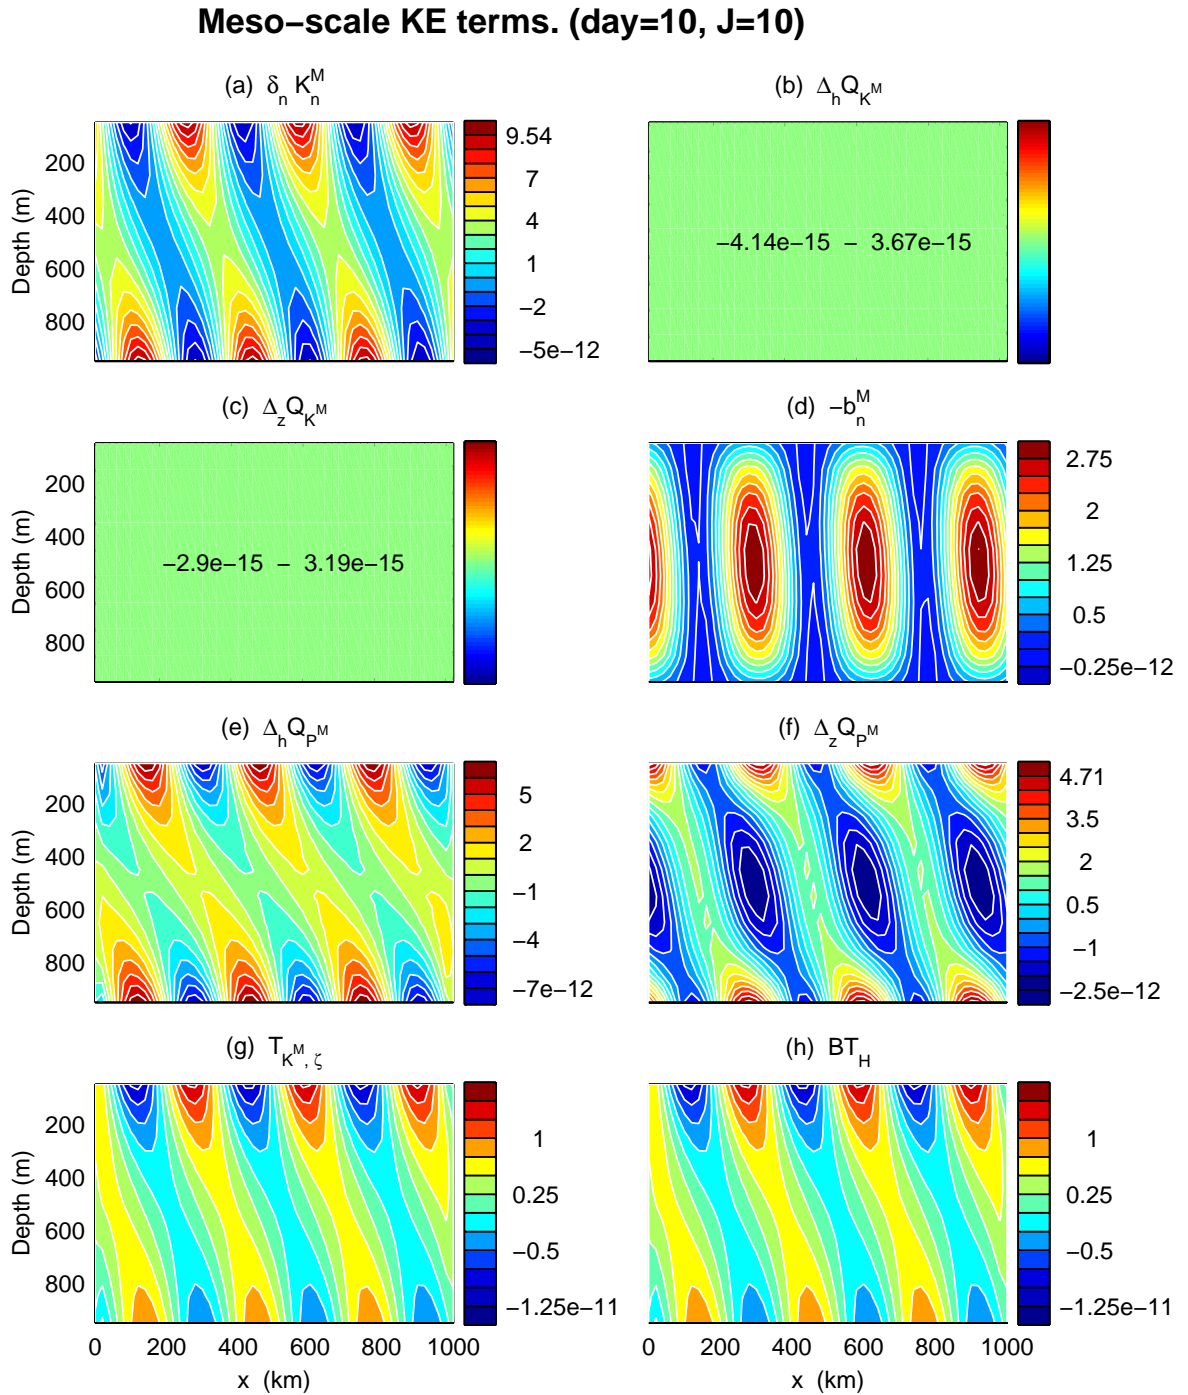 Meso−scale KE terms. (day=10, J=10)
(a) δn KnM
(b) ΔhQKM
200
400
600
800
Depth (m)
9.54
7
4
1
−2
−5e−12
−4.14e−15 − 3.67e−15
(c) ΔzQKM
(d) −bnM
200
400
600
800
Depth (m)
−2.9e−15 − 3.19e−15
2.75
2
1.25
0.5
−0.25e−12
(e) ΔhQPM
(f) ΔzQPM
200
400
600
800
Depth (m)
5
2
−1
−4
−7e−12
4.71
3.5
2
0.5
−1
−2.5e−12
(g) TKM, ζ
(h) BTH
200
400
600
800
Depth (m)
1
0.25
−0.5
−1.25e−11
1
0.25
−0.5
−1.25e−11
0 200 400 600 800 1000
x (km)
0 200 400 600 800 1000
x (km)